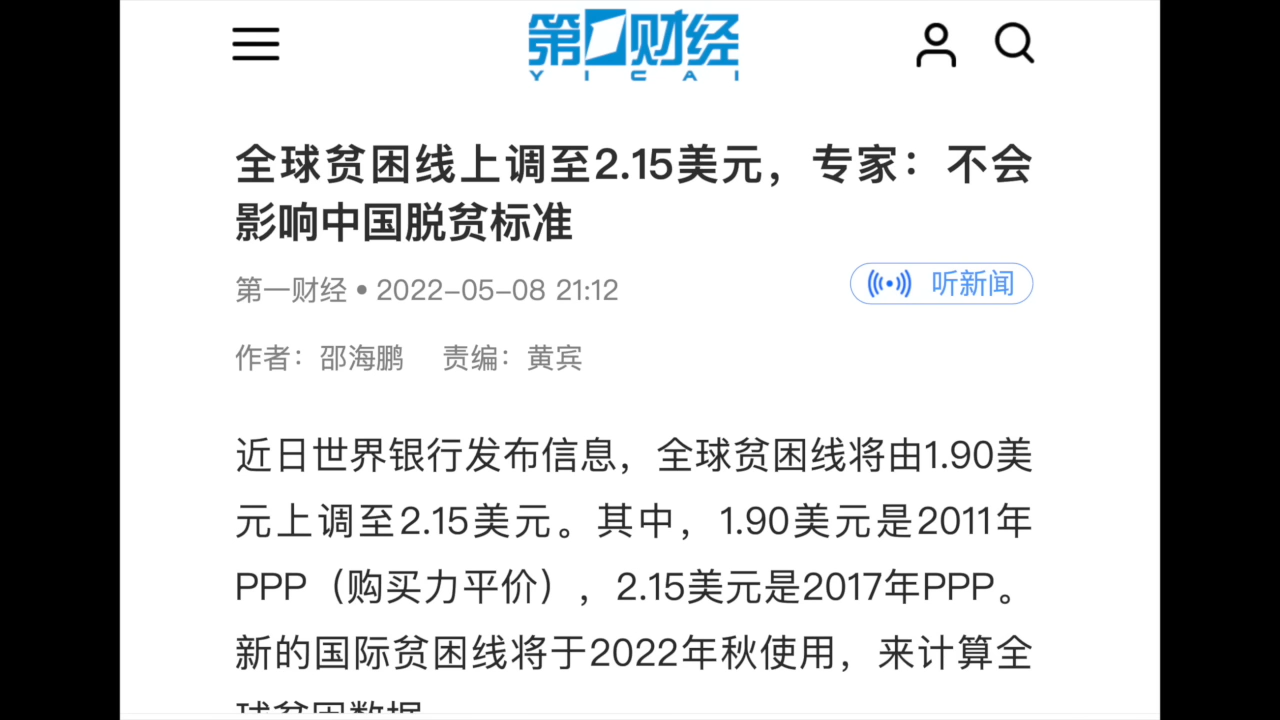 第一财经
YICAI
全球贫困线上调至2.15美元，专家：不会
影响中国脱贫标准
第一财经 • 2022-05-08 21:12
听新闻
作者：邵海鹏 责编：黄宾
近日世界银行发布信息，全球贫困线将由1.90美
元上调至2.15美元。其中，1.90美元是2011年
PPP（购买力平价），2.15美元是2017年PPP。
新的国际贫困线将于2022年秋使用，来计算全
球贫困数据